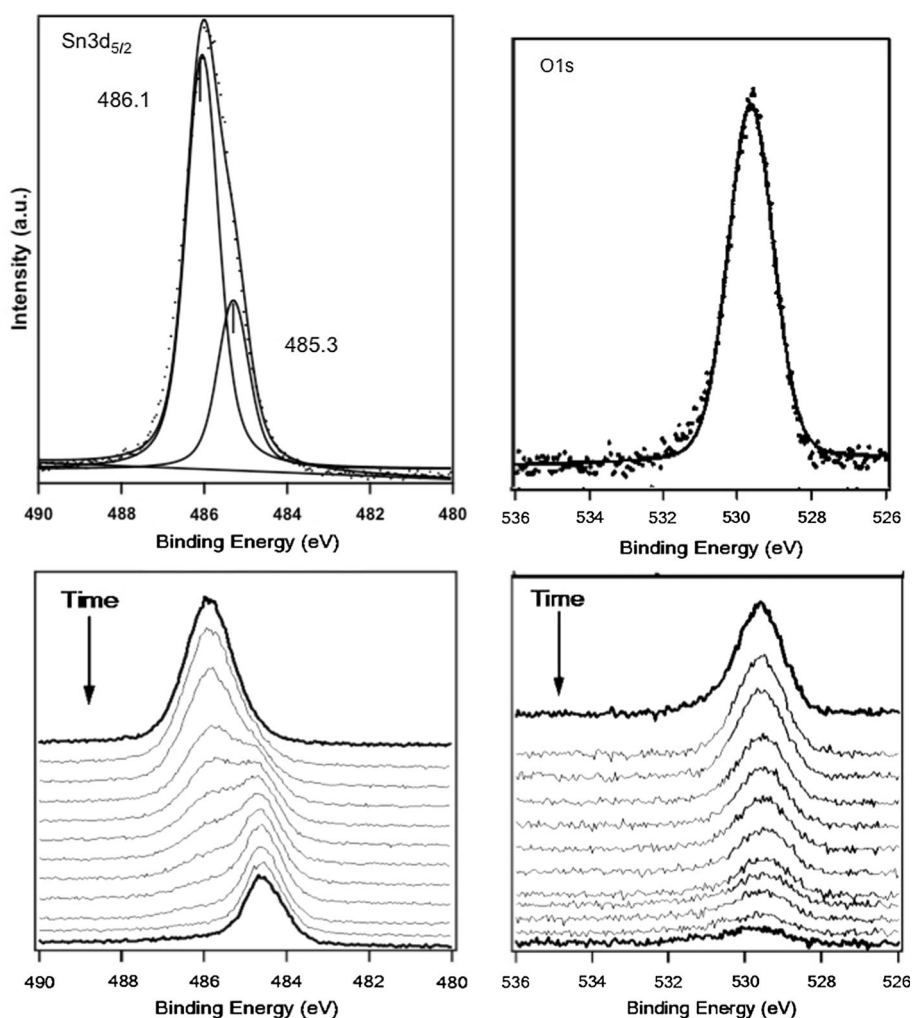 Sn3d5/2
486.1
485.3
Intensity (a.u.)
490 488 486 484 482 480
Binding Energy (eV)
O1s
536 534 532 530 528 526
Binding Energy (eV)
Time
490 488 486 484 482 480
Binding Energy (eV)
Time
536 534 532 530 528 526
Binding Energy (eV)